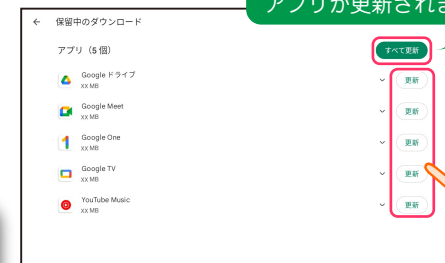 アプリが更新されま
← 保留中のダウンロード
アプリ（5 個）
すべて更新
Google ドライブ
xx MB
更新
Google Meet
xx MB
更新
Google One
xx MB
更新
Google TV
xx MB
更新
YouTube Music
xx MB
更新